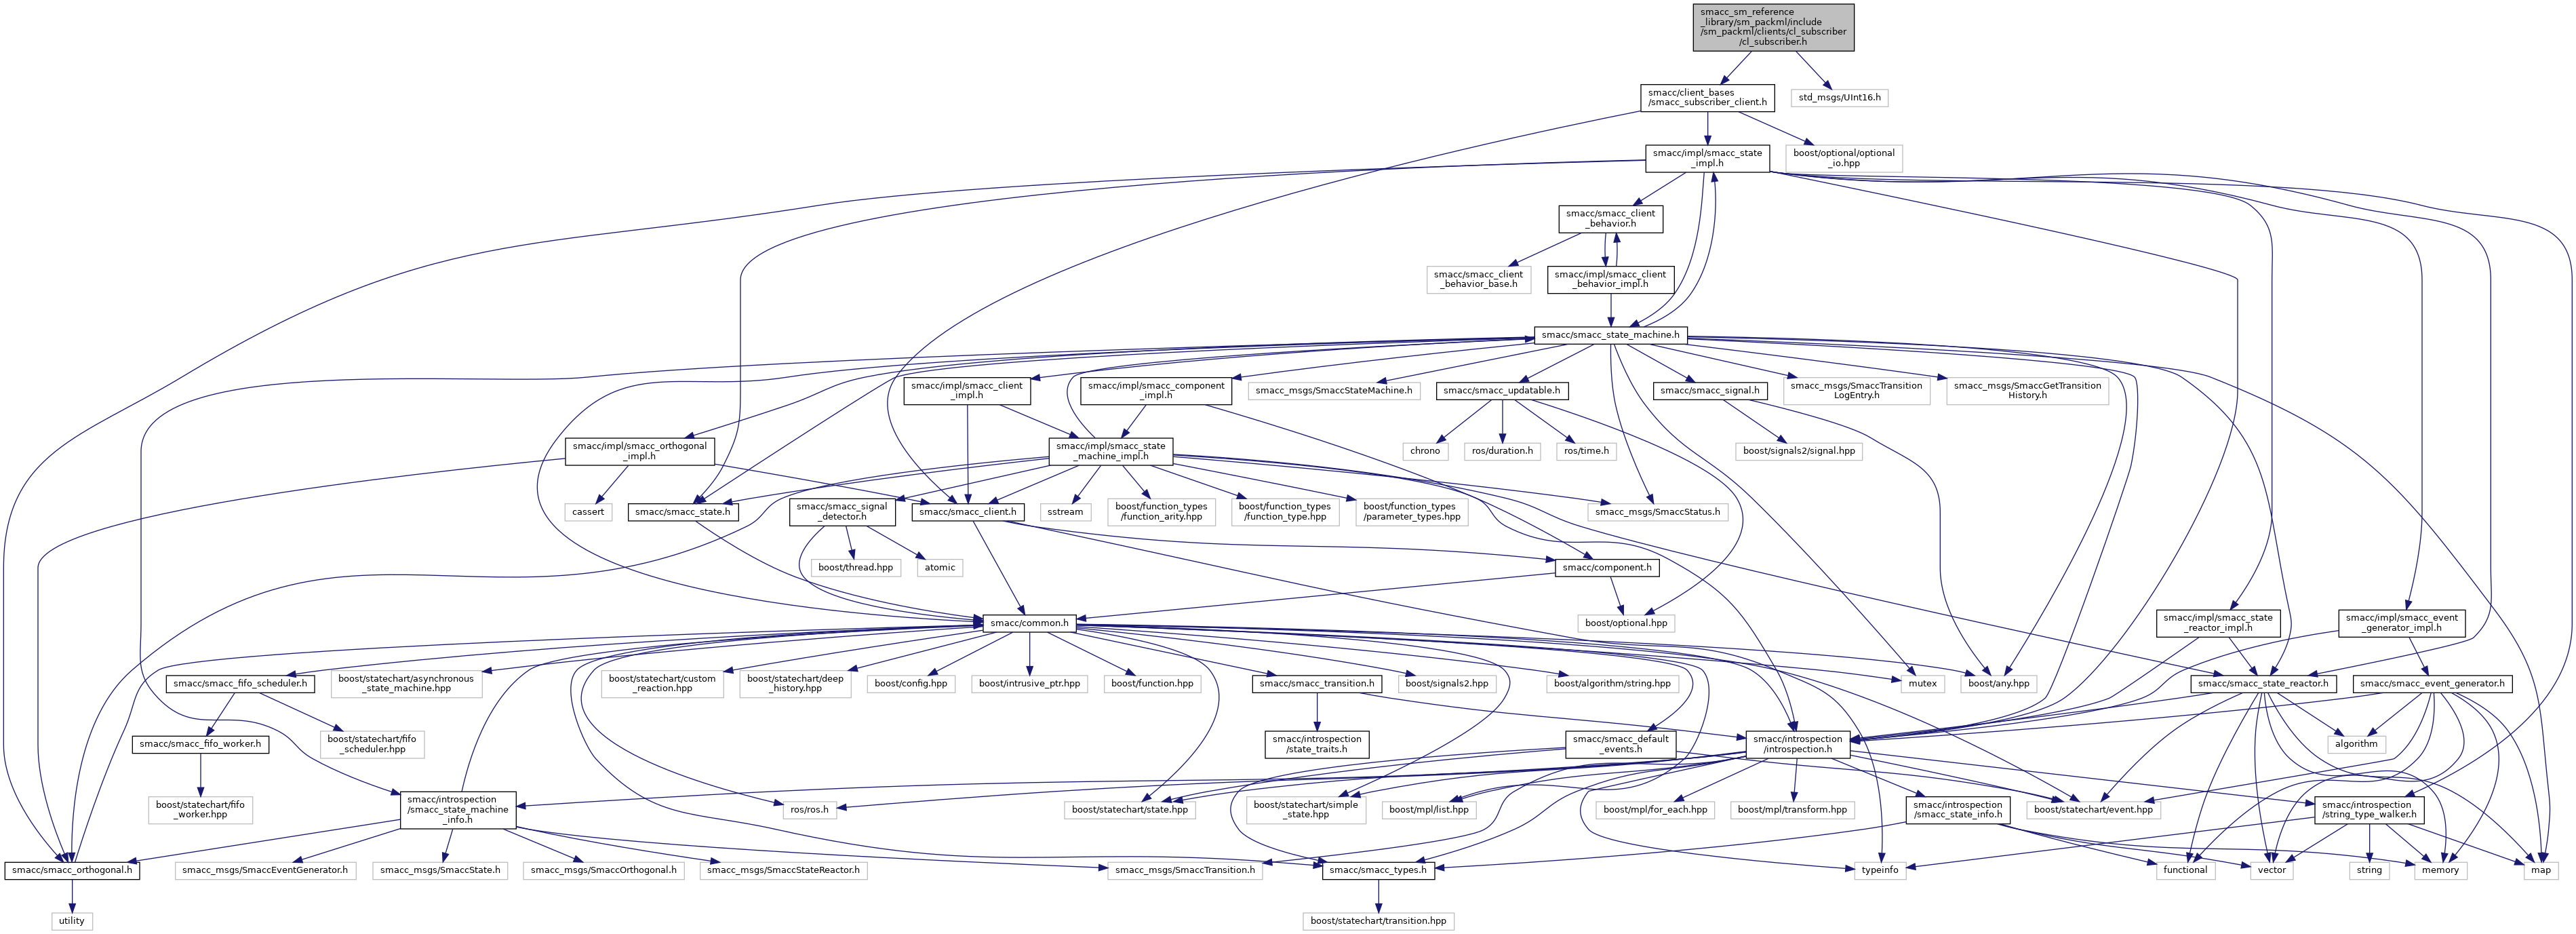 smacc_sm_reference
_library/sm_packml/include
/sm_packml/clients/cl_subscriber
/cl_subscriber.h
smacc/client_bases
/smacc_subscriber_client.h
std_msgs/UInt16.h
smacc/impl/smacc_state
_impl.h
boost/optional/optional
_io.hpp
smacc/smacc_client
_behavior.h
smacc/smacc_client
_behavior_base.h
smacc/impl/smacc_client
_behavior_impl.h
smacc/smacc_state_machine.h
smacc/impl/smacc_client
_impl.h
smacc/impl/smacc_component
_impl.h
smacc_msgs/SmaccStateMachine.h
smacc/smacc_updatable.h
smacc/smacc_signal.h
smacc_msgs/SmaccTransition
LogEntry.h
smacc_msgs/SmaccGetTransition
History.h
smacc/impl/smacc_orthogonal
_impl.h
smacc/impl/smacc_state
_machine_impl.h
chrono
ros/duration.h
ros/time.h
boost/signals2/signal.hpp
cassert
smacc/smacc_state.h
smacc/smacc_signal
_detector.h
smacc/smacc_client.h
sstream
boost/function_types
/function_arity.hpp
boost/function_types
/function_type.hpp
boost/function_types
/parameter_types.hpp
smacc_msgs/SmaccStatus.h
boost/thread.hpp
atomic
smacc/component.h
smacc/common.h
boost/optional.hpp
smacc/impl/smacc_state
_reactor_impl.h
smacc/impl/smacc_event
_generator_impl.h
smacc/smacc_fifo_scheduler.h
boost/statechart/asynchronous
_state_machine.hpp
boost/statechart/custom
_reaction.hpp
boost/statechart/deep
_history.hpp
boost/config.hpp
boost/intrusive_ptr.hpp
boost/function.hpp
smacc/smacc_transition.h
boost/signals2.hpp
boost/algorithm/string.hpp
mutex
boost/any.hpp
smacc/smacc_state_reactor.h
smacc/smacc_event_generator.h
smacc/smacc_fifo_worker.h
boost/statechart/fifo
_scheduler.hpp
smacc/introspection
/state_traits.h
smacc/smacc_default
_events.h
smacc/introspection
/introspection.h
algorithm
boost/statechart/fifo
_worker.hpp
smacc/introspection
/smacc_state_machine
_info.h
ros/ros.h
boost/statechart/state.hpp
boost/statechart/simple
_state.hpp
boost/mpl/list.hpp
boost/mpl/for_each.hpp
boost/mpl/transform.hpp
smacc/introspection
/smacc_state_info.h
boost/statechart/event.hpp
smacc/introspection
/string_type_walker.h
smacc/smacc_orthogonal.h
smacc_msgs/SmaccEventGenerator.h
smacc_msgs/SmaccState.h
smacc_msgs/SmaccOrthogonal.h
smacc_msgs/SmaccStateReactor.h
smacc_msgs/SmaccTransition.h
smacc/smacc_types.h
typeinfo
functional
vector
string
memory
map
utility
boost/statechart/transition.hpp